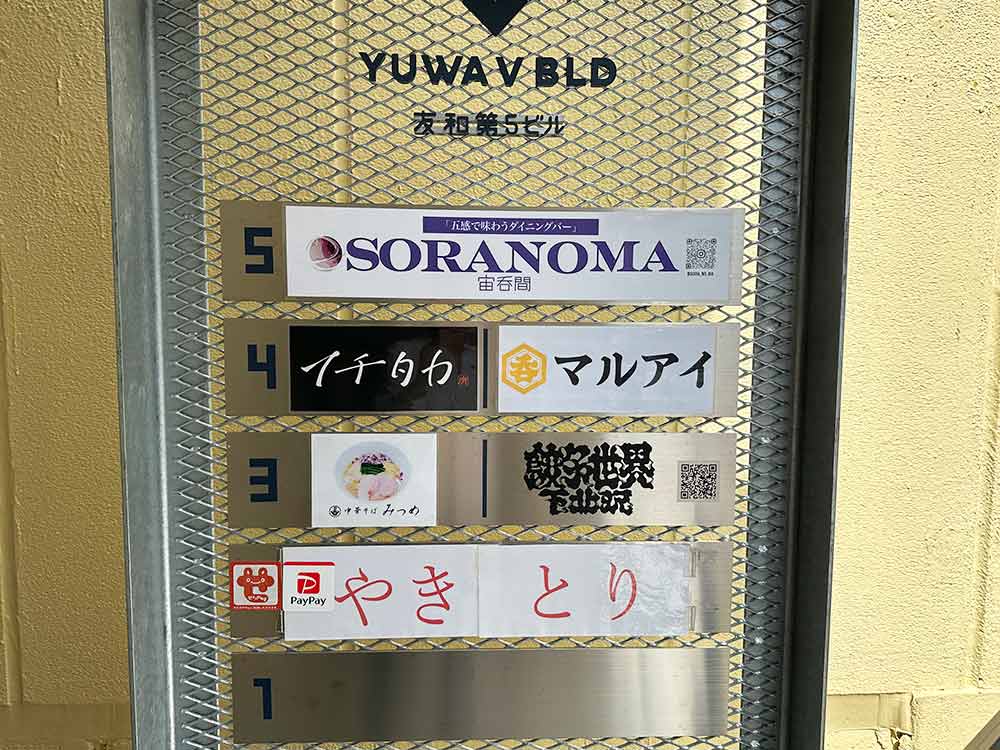 YUWA V BLD
友和第5ビル
5
「五感で味わうダイニングバー」
SORANOMA
宙呑間
4
イチタカ
呑 マルアイ
3
中華そば みつめ
餃子世界
下北沢
PayPay
やきとり
1